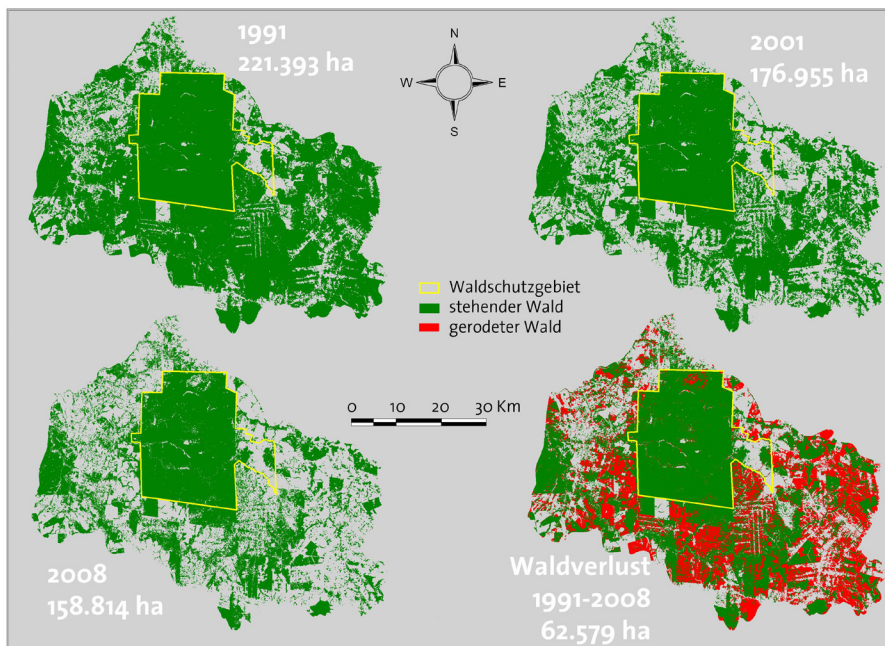 1991
221.393 ha
N
W
E
S
2001
176.955 ha
Waldschutzgebiet
stehender Wald
gerodeter Wald
0 10 20 30 Km
2008
158.814 ha
Waldverlust
1991-2008
62.579 ha